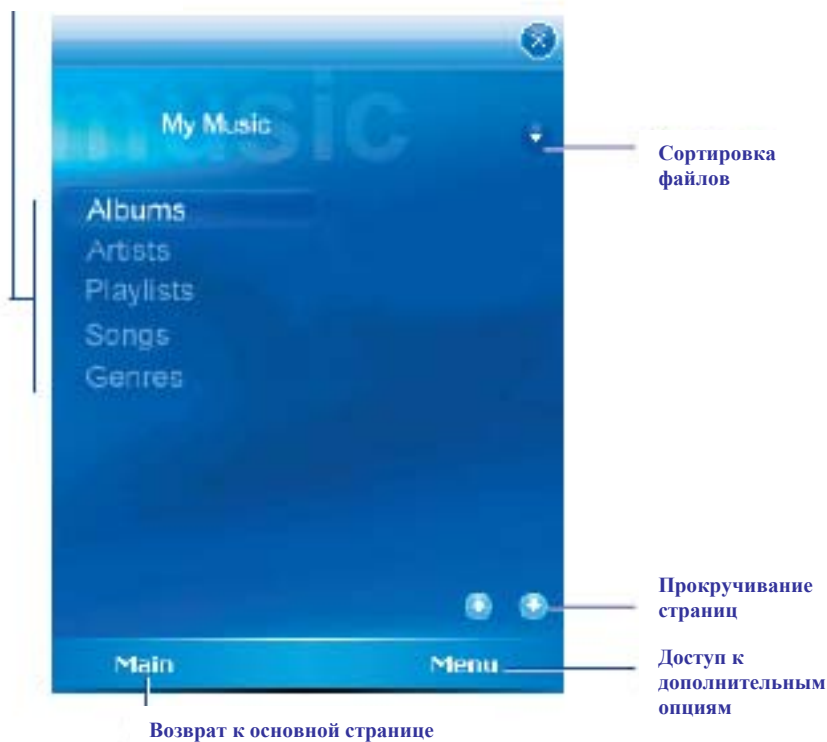 music
My Music
Сортировка
файлов
Albums
Artists
Playlists
Songs
Genres
Прокручивание
страниц
Main
Menu
Доступ к
дополнительным
опциям
Возврат к основной странице